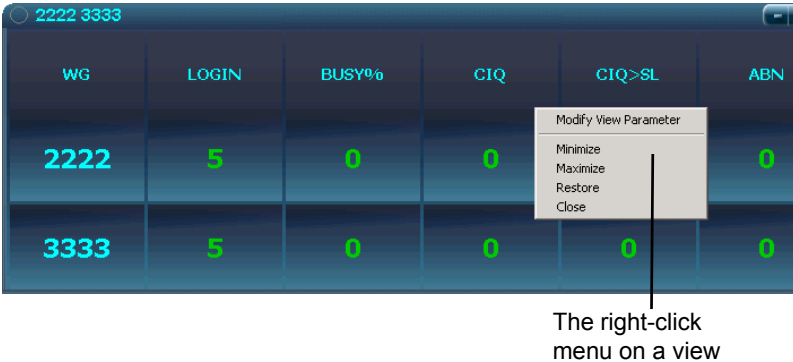 2222 3333
WG LOGIN BUSY% CIQ CIQ>SL ABN
Modify View Parameter
Minimize
Maximize
Restore
Close
2222 5 0 0 0
3333 5 0 0 0 0
The right-click
menu on a view